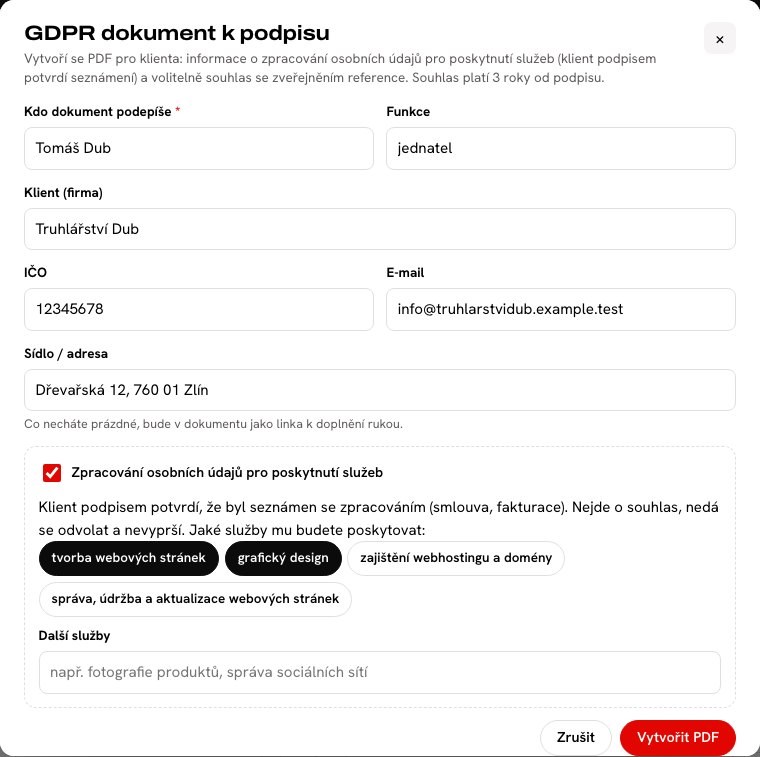 GDPR dokument k podpisu
×
Vytvoří se PDF pro klienta: informace o zpracování osobních údajů pro poskytnutí služeb (klient podpisem
potvrdí seznámení) a volitelně souhlas se zveřejněním reference. Souhlas platí 3 roky od podpisu.
Kdo dokument podepíše *
Funkce
Tomáš Dub
jednatel
Klient (firma)
Truhlářství Dub
IČO
E-mail
12345678
info@truhlarstvidub.example.test
Sídlo / adresa
Dřevařská 12, 760 01 Zlín
Co necháte prázdné, bude v dokumentu jako linka k doplnění rukou.
Zpracování osobních údajů pro poskytnutí služeb
Klient podpisem potvrdí, že byl seznámen se zpracováním (smlouva, fakturace). Nejde o souhlas, nedá
se odvolat a nevyprší. Jaké služby mu budete poskytovat:
tvorba webových stránek
grafický design
zajištění webhostingu a domény
správa, údržba a aktualizace webových stránek
Další služby
např. fotografie produktů, správa sociálních sítí
Zrušit
Vytvořit PDF